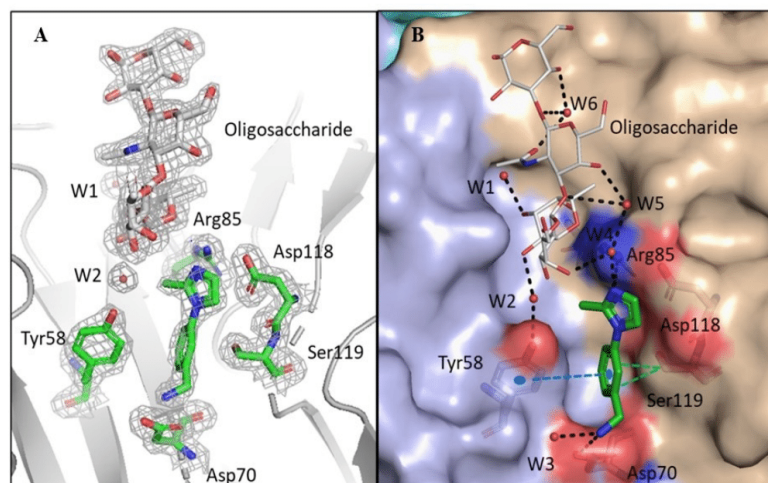 A
Oligosaccharide
W1
Arg85
Asp118
W2
Tyr58
Ser119
Asp70
B
W6
Oligosaccharide
W1
W5
W4
Arg85
W2
Asp118
Tyr58
Ser119
W3
Asp70